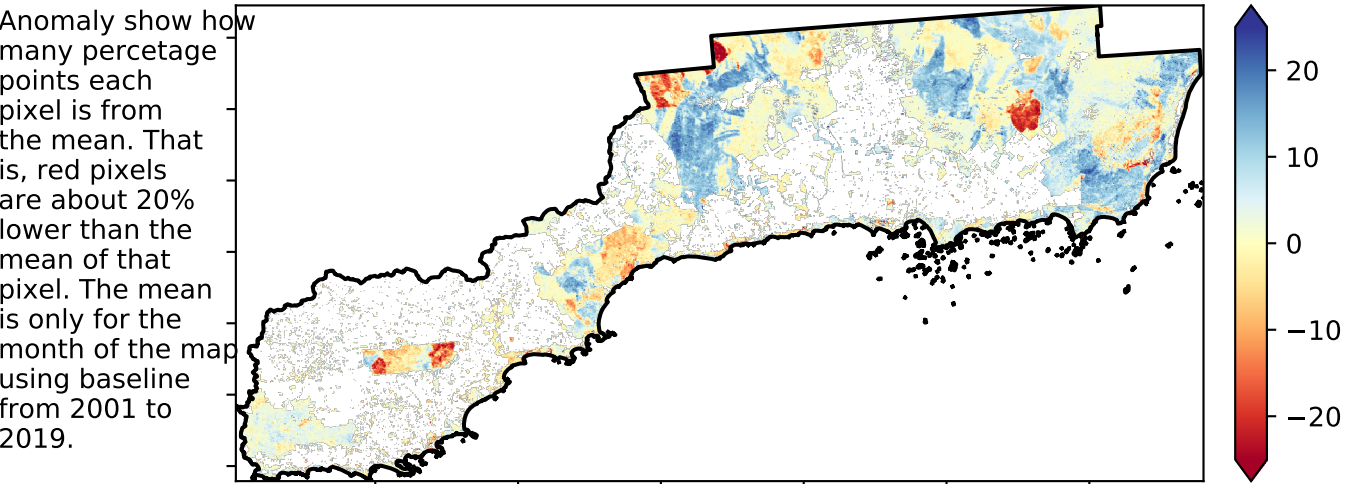 Anomaly show how
many percetage
points each
pixel is from
the mean. That
is, red pixels
are about 20%
lower than the
mean of that
pixel. The mean
is only for the
month of the map
using baseline
from 2001 to
2019.
20
10
0
−10
−20